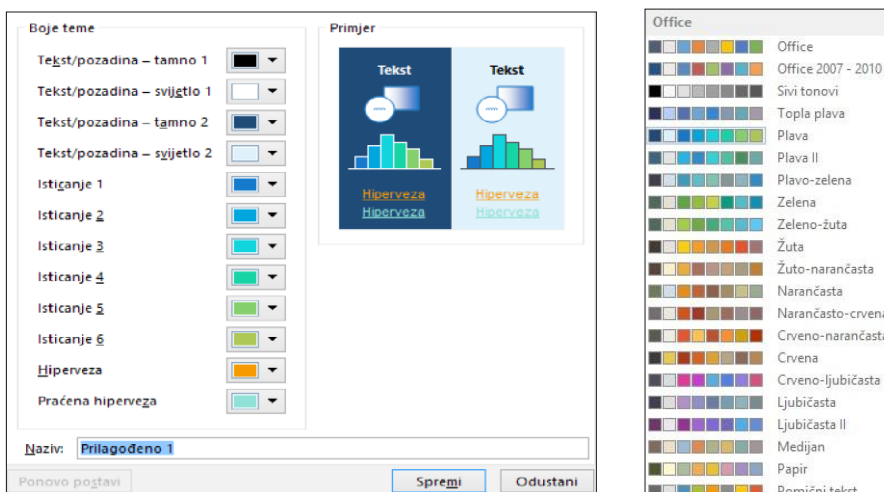 Boje teme
Tekst/pozadina – tamno 1
Tekst/pozadina – svijetlo 1
Tekst/pozadina – tamno 2
Tekst/pozadina – svijetlo 2
Isticanje 1
Isticanje 2
Isticanje 3
Isticanje 4
Isticanje 5
Isticanje 6
Hiperveza
Praćena hiperveza
Primjer
Tekst Tekst
Hiperveza Hiperveza
Hiperveza Hiperveza
Naziv: Prilagođeno 1
Ponovo postavi Spremi Odustani
Office
Office
Office 2007 - 2010
Sivi tonovi
Topla plava
Plava
Plava II
Plavo-zelena
Zelena
Zeleno-žuta
Žuta
Žuto-narančasta
Narančasta
Narančasto-crvena
Crveno-narančasta
Crvena
Crveno-ljubičasta
Ljubičasta
Ljubičasta II
Medijan
Papir
Pomični tekst